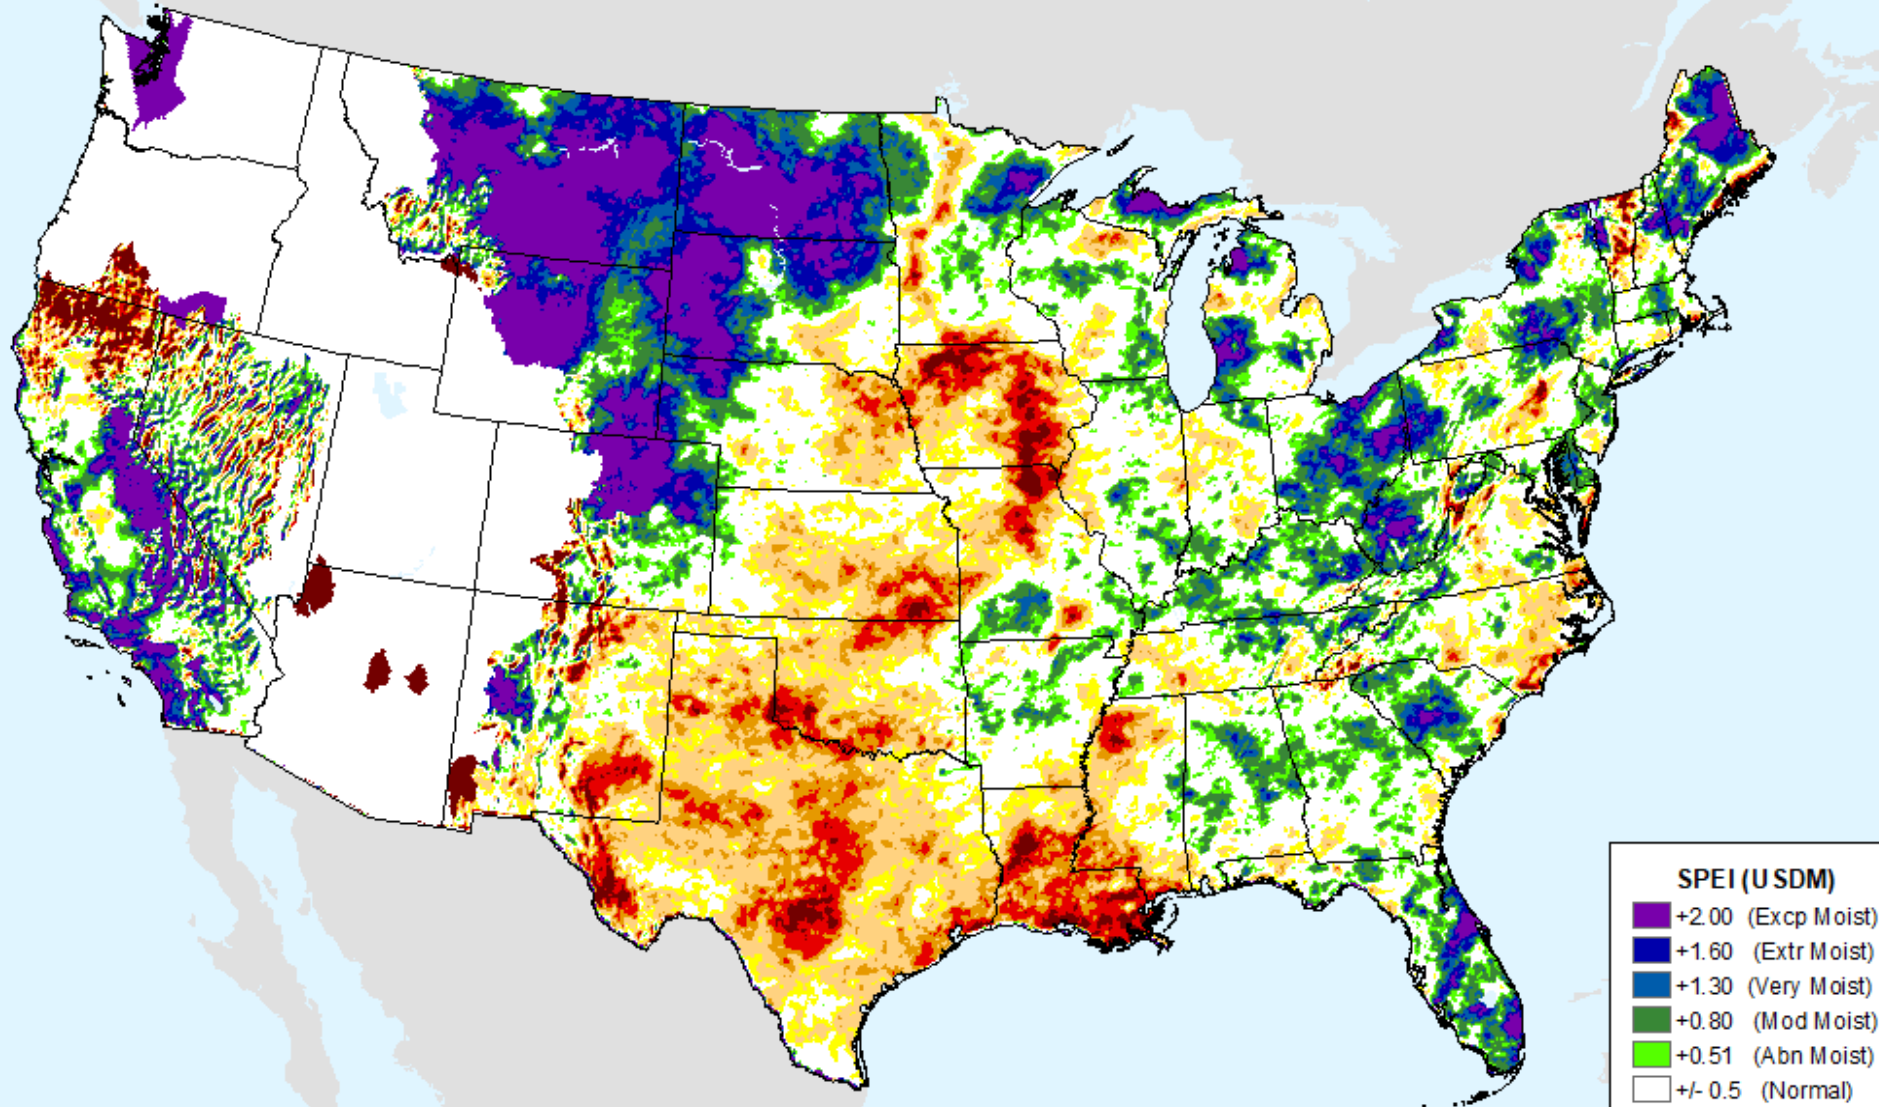 SPEI (USDM)
+2.00 (Excp Moist)
+1.60 (Extr Moist)
+1.30 (Very Moist)
+0.80 (Mod Moist)
+0.51 (Abn Moist)
+/- 0.5 (Normal)